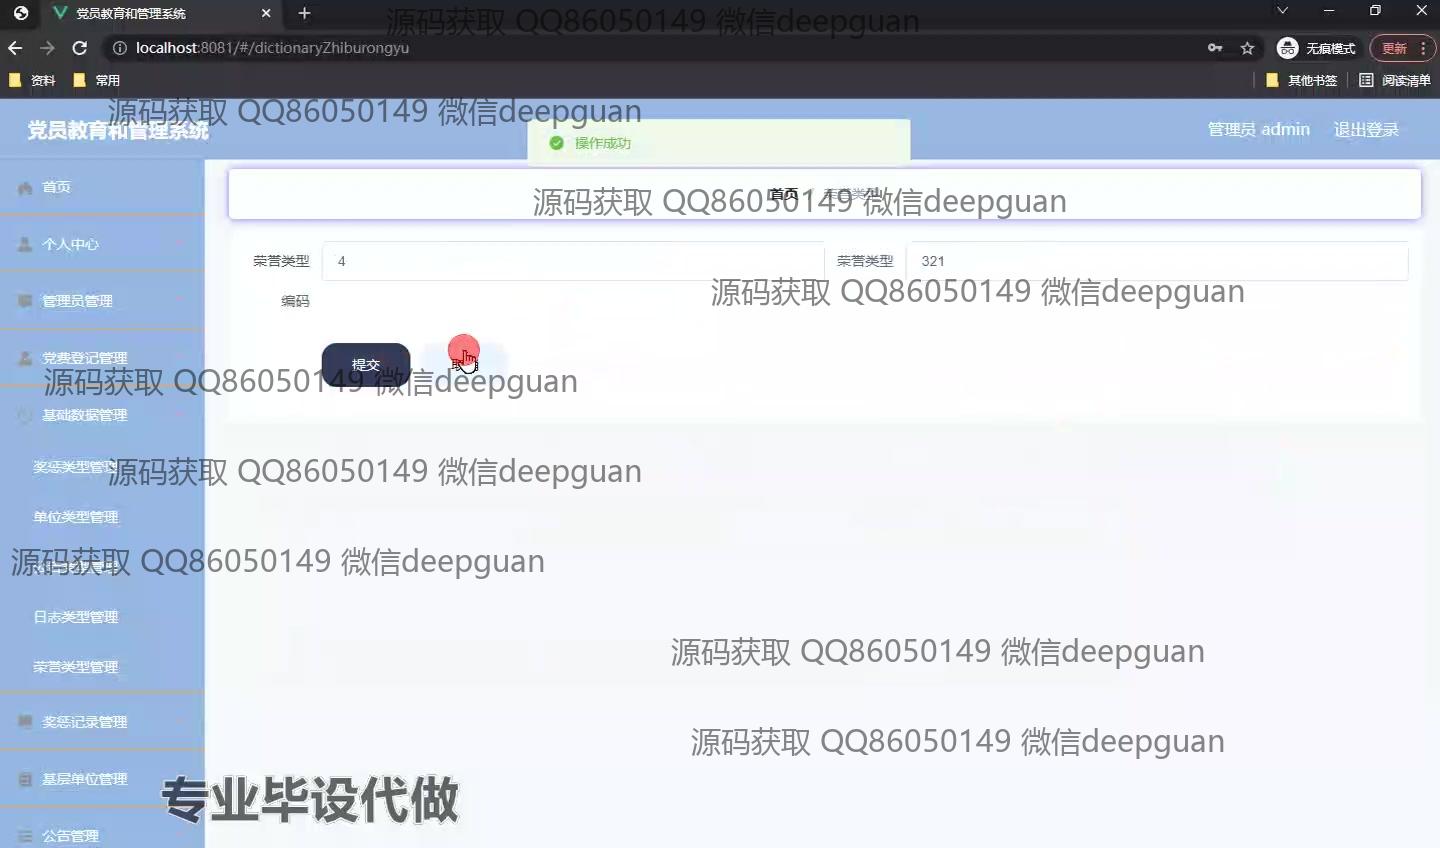 党员教育和管理系统
源码获取 QQ86050149 微信deepguan
localhost:8081/#/dictionaryZhiburongyu
无痕模式
更新
资料
常用
其他书签
阅读清单
源码获取 QQ86050149 微信deepguan
党员教育和管理系统
操作成功
管理员 admin
退出登录
首页
首页
源码获取 QQ86050149 微信deepguan
个人中心
荣誉类型
4
荣誉类型
321
管理员管理
编码
源码获取 QQ86050149 微信deepguan
党费登记管理
提交
源码获取 QQ86050149 微信deepguan
基础数据管理
奖惩类型管理
源码获取 QQ86050149 微信deepguan
单位类型管理
源码获取 QQ86050149 微信deepguan
日志类型管理
源码获取 QQ86050149 微信deepguan
荣誉类型管理
奖惩记录管理
源码获取 QQ86050149 微信deepguan
基层单位管理
专业毕设代做
公告管理